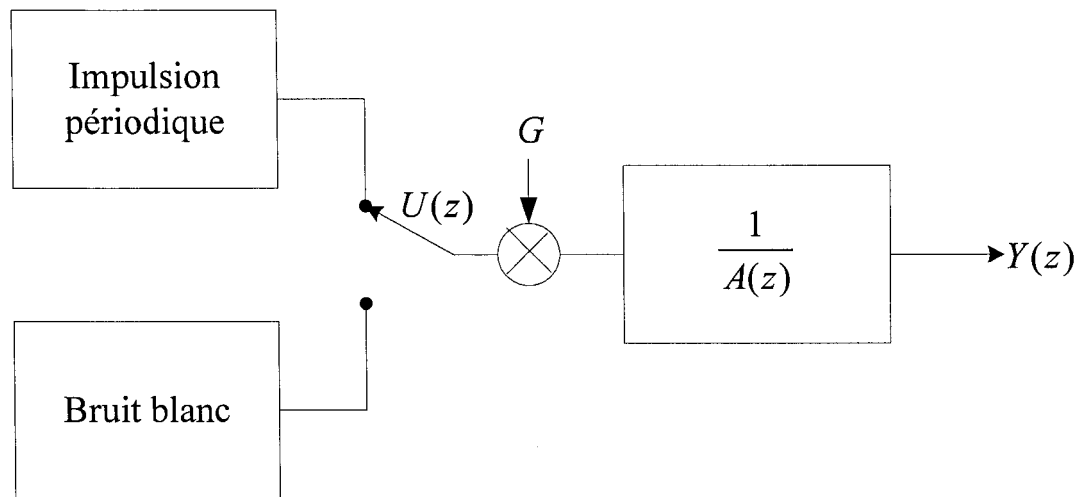 Impulsion
périodique
G
U(z)
1
A(z)
Y(z)
Bruit blanc